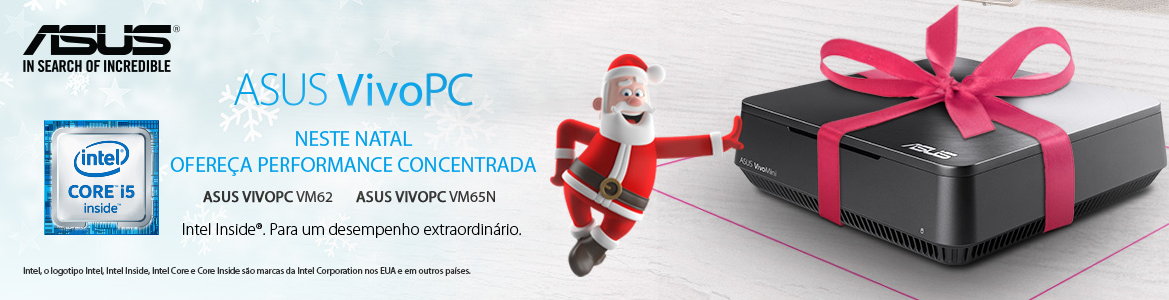 ASUS®
IN SEARCH OF INCREDIBLE
ASUS VivoPC
intel®
CORE™ i5
inside™
NESTE NATAL
OFEREÇA PERFORMANCE CONCENTRADA
ASUS VIVOPC VM62 ASUS VIVOPC VM65N
Intel Inside®. Para um desempenho extraordinário.
Intel, o logotipo Intel, Intel Inside, Intel Core e Core Inside são marcas da Intel Corporation nos EUA e em outros países.
ASUS VivoMini
ASUS